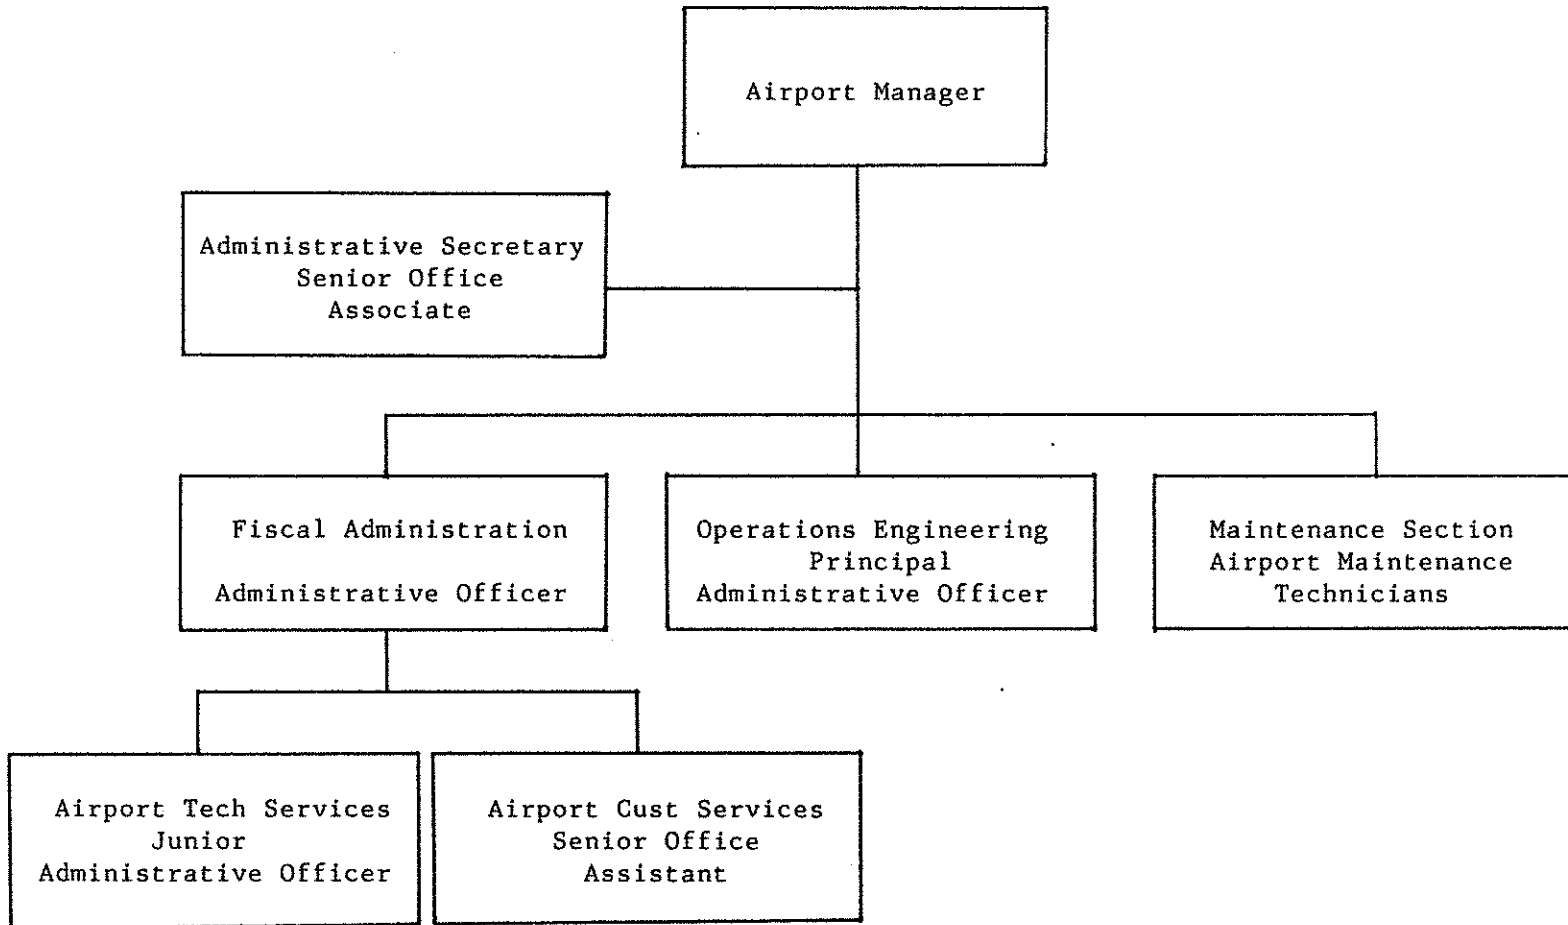 Airport Manager
Administrative Secretary
Senior Office
Associate
Fiscal Administration
Administrative Officer
Operations Engineering
Principal
Administrative Officer
Maintenance Section
Airport Maintenance
Technicians
Airport Tech Services
Junior
Administrative Officer
Airport Cust Services
Senior Office
Assistant